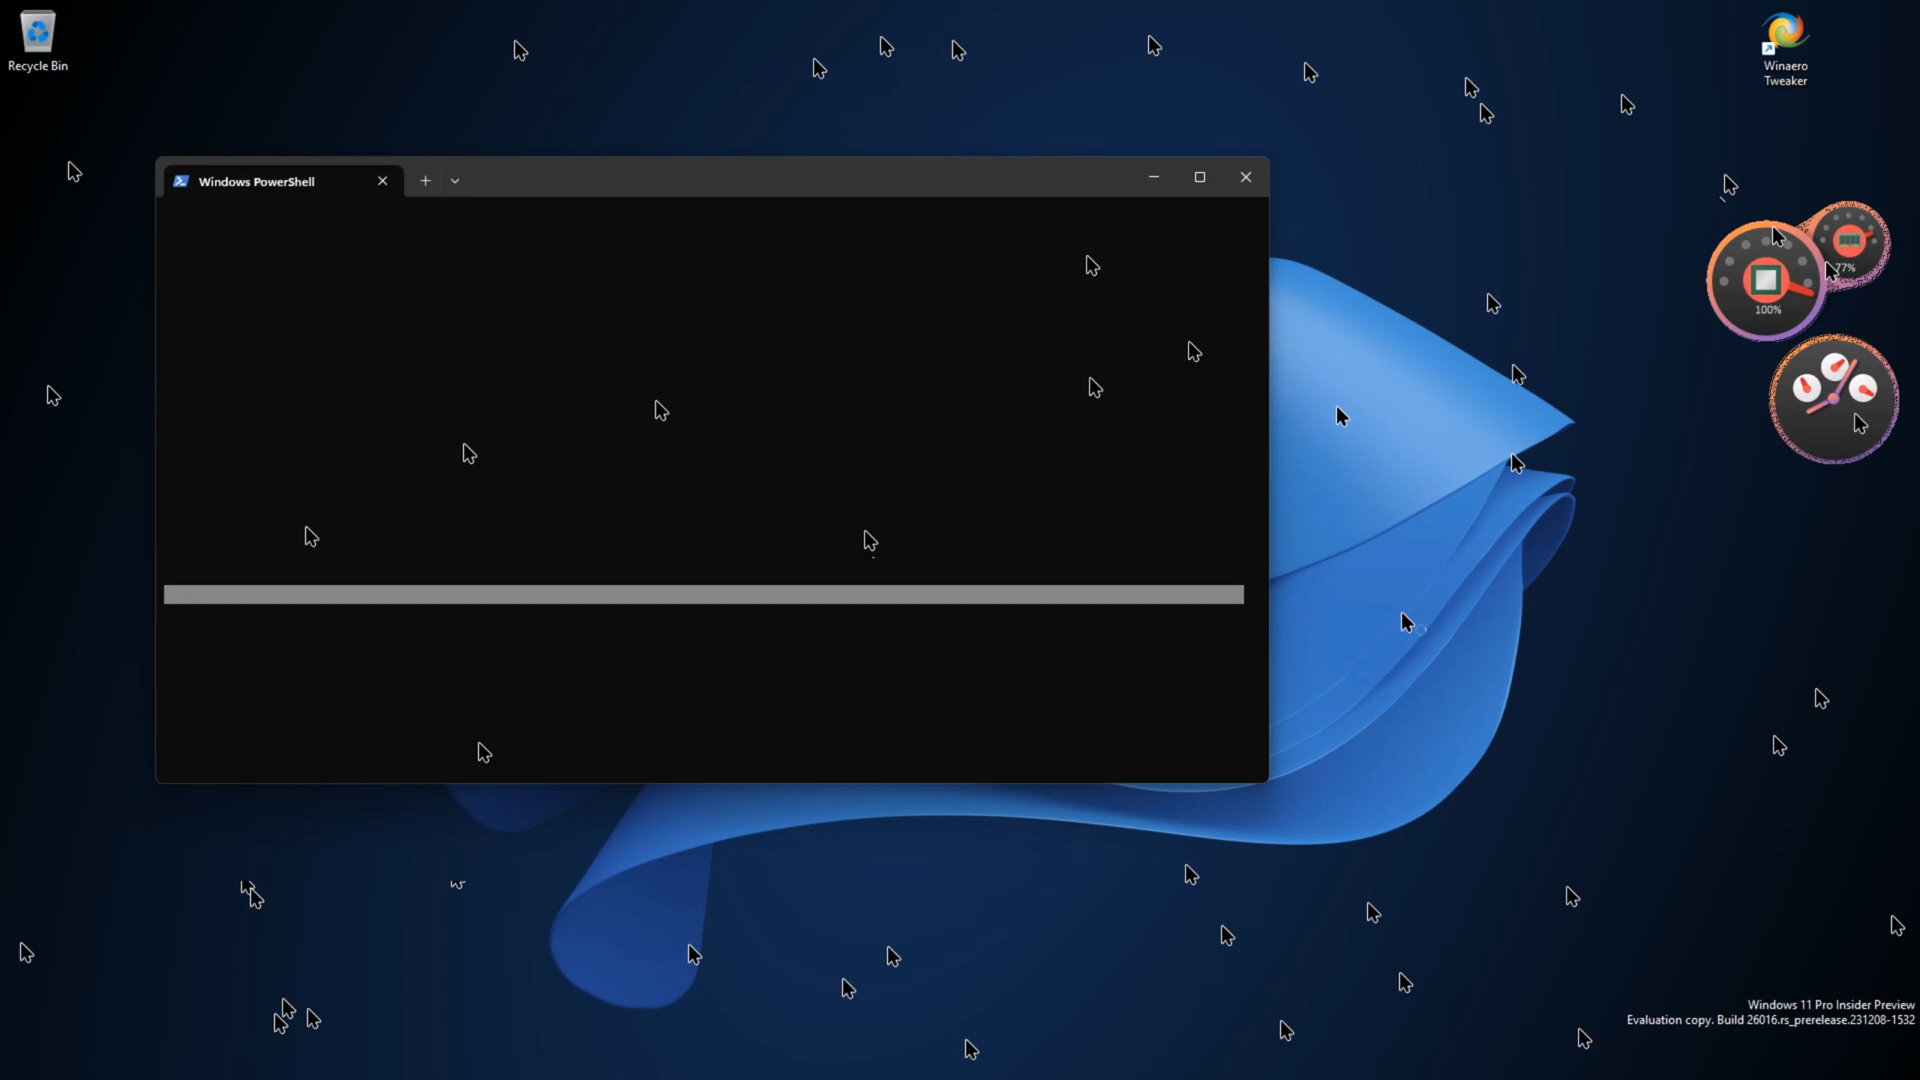 Recycle Bin
Winaero
Tweaker
Windows PowerShell
77%
100%
Windows 11 Pro Insider Preview
Evaluation copy. Build 26016.rs_prerelease.231208-1532